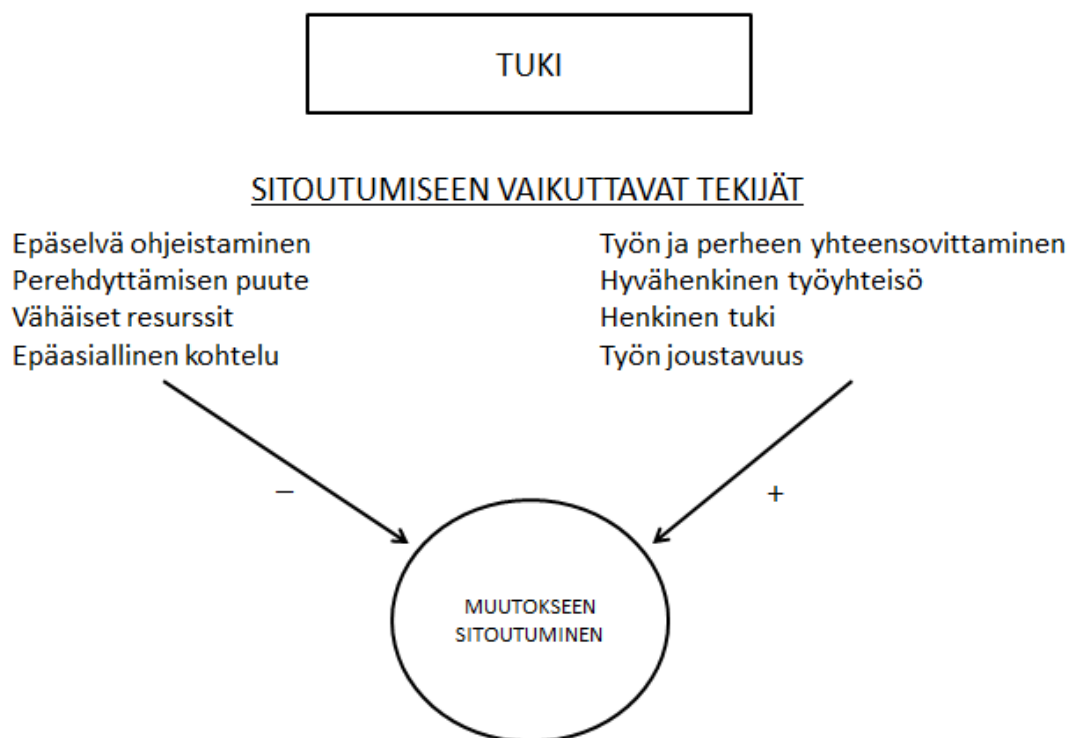 TUKI
SITOUTUMISEEN VAIKUTTAVAT TEKIJÄT
Epäselvä ohjeistaminen
Perehdyttämisen puute
Vähäiset resurssit
Epäasiallinen kohtelu
Työn ja perheen yhteensovittaminen
Hyvähenkinen työyhteisö
Henkinen tuki
Työn joustavuus
–
+
MUUTOKSEEN
SITOUTUMINEN